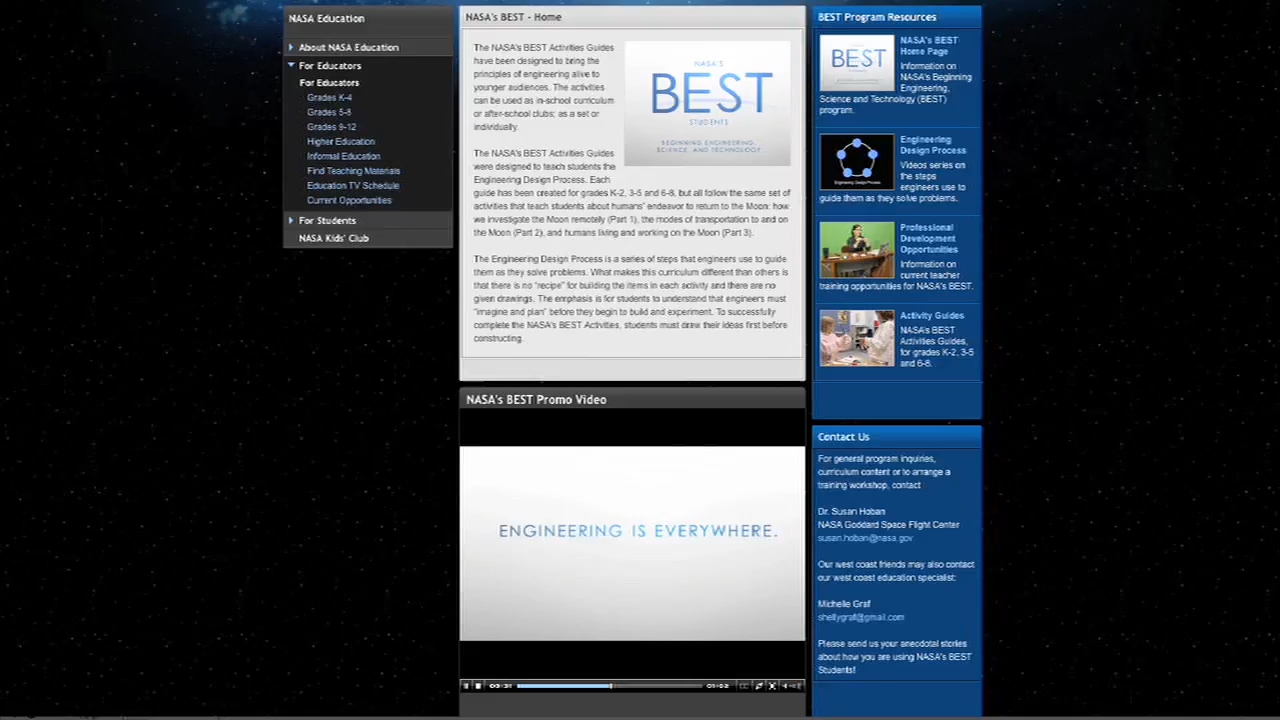 NASA Education
About NASA Education
For Educators
For Educators
Grades K-4
Grades 5-8
Grades 9-12
Higher Education
Informal Education
Find Teaching Materials
Education TV Schedule
Current Opportunities
For Students
NASA Kids' Club
NASA's BEST - Home
The NASA's BEST Activities Guides
have been designed to bring the
principles of engineering alive to
younger audiences. The activities
can be used as in-school curriculum
or after-school clubs; as a set or
individually.
NASA'S
BEST
STUDENTS
BEGINNING ENGINEERING,
SCIENCE, AND TECHNOLOGY
The NASA's BEST Activities Guides
were designed to teach students the
Engineering Design Process. Each
guide has been created for grades K-2, 3-5 and 6-8, but all follow the same set of
activities that teach students about humans' endeavor to return to the Moon: how
we investigate the Moon remotely (Part 1), the modes of transportation to and on
the Moon (Part 2), and humans living and working on the Moon (Part 3).
The Engineering Design Process is a series of steps that engineers use to guide
them as they solve problems. What makes this curriculum different than others is
that there is no "recipe" for building the items in each activity and there are no
given drawings. The emphasis is for students to understand that engineers must
"imagine and plan" before they begin to build and experiment. To successfully
complete the NASA's BEST Activities, students must draw their ideas first before
constructing.
NASA's BEST Promo Video
ENGINEERING IS EVERYWHERE.
00:31
01:02
CC
BEST Program Resources
BEST
NASA's BEST
Home Page
Information on
NASA's Beginning
Engineering,
Science and Technology (BEST)
program.
Engineering Design Process
Engineering
Design Process
Videos series on
the steps
engineers use to
guide them as they solve problems.
Professional
Development
Opportunities
Information on
current teacher
training opportunities for NASA's BEST.
Activity Guides
NASA's BEST
Activities Guides,
for grades K-2, 3-5
and 6-8.
Contact Us
For general program inquiries,
curriculum content or to arrange a
training workshop, contact
Dr. Susan Hoban
NASA Goddard Space Flight Center
susan.hoban@nasa.gov
Our west coast friends may also contact
our west coast education specialist:
Michelle Graf
shellygraf@gmail.com
Please send us your anecdotal stories
about how you are using NASA's BEST
Students!